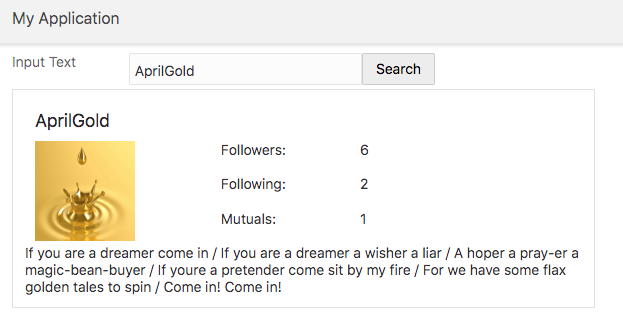 My Application
Input Text AprilGold Search
AprilGold
Followers: 6
Following: 2
Mutuals: 1
If you are a dreamer come in / If you are a dreamer a wisher a liar / A hoper a pray-er a
magic-bean-buyer / If youre a pretender come sit by my fire / For we have some flax
golden tales to spin / Come in! Come in!